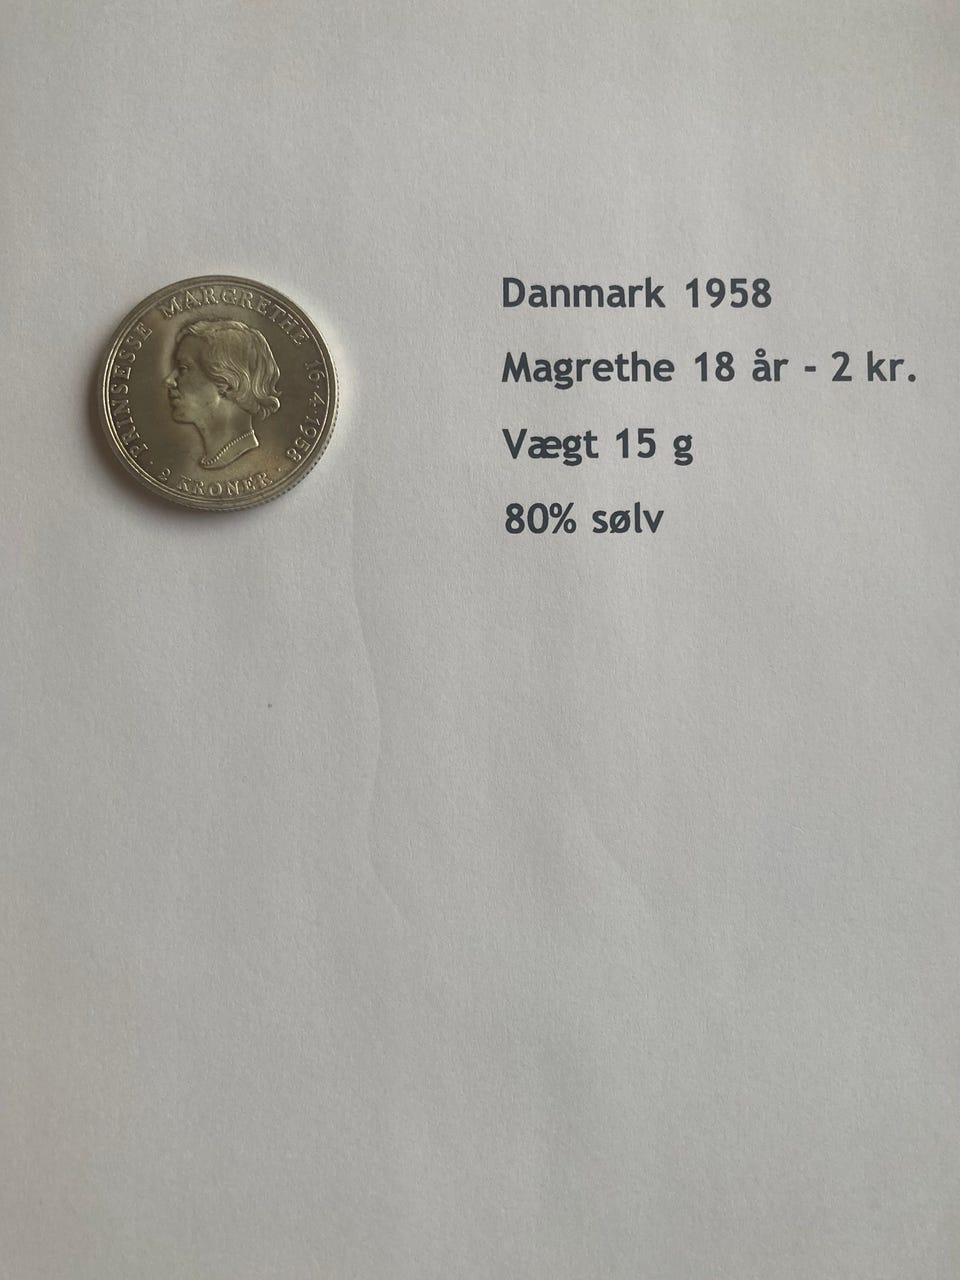 PRINSESSE MARGRETHE 16·4·1958
· 2 KRONER ·
Danmark 1958
Magrethe 18 år - 2 kr.
Vægt 15 g
80% sølv